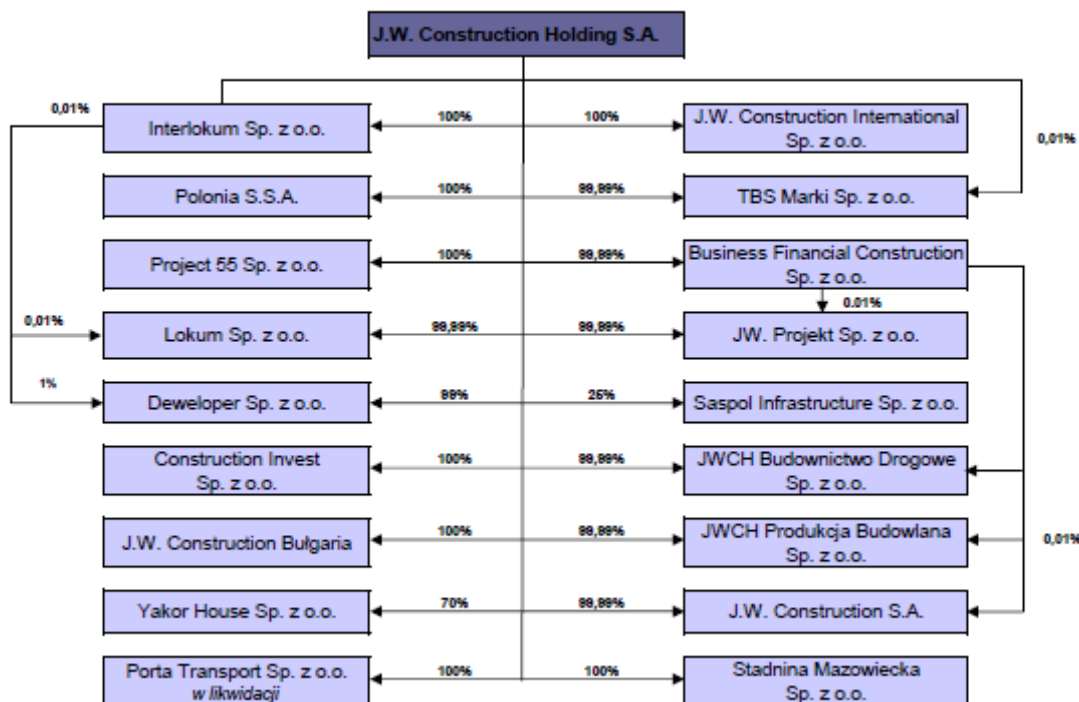 J.W. Construction Holding S.A.
0,01%
Interlokum Sp. z o.o.
100%
100%
J.W. Construction International
Sp. z o.o.
0,01%
Polonia S.S.A.
100%
99,99%
TBS Marki Sp. z o.o.
Project 55 Sp. z o.o.
100%
99,99%
Business Financial Construction
Sp. z o.o.
0.01%
0,01%
Lokum Sp. z o.o.
99,99%
99,99%
JW. Projekt Sp. z o.o.
1%
Deweloper Sp. z o.o.
99%
25%
Saspol Infrastructure Sp. z o.o.
Construction Invest
Sp. z o.o.
100%
99,99%
JWCH Budownictwo Drogowe
Sp. z o.o.
J.W. Construction Bułgaria
100%
99,99%
JWCH Produkcja Budowlana
Sp. z o.o.
0,01%
Yakor House Sp. z o.o.
70%
99,99%
J.W. Construction S.A.
Porta Transport Sp. z o.o.
w likwidacji
100%
100%
Stadnina Mazowiecka
Sp. z o.o.